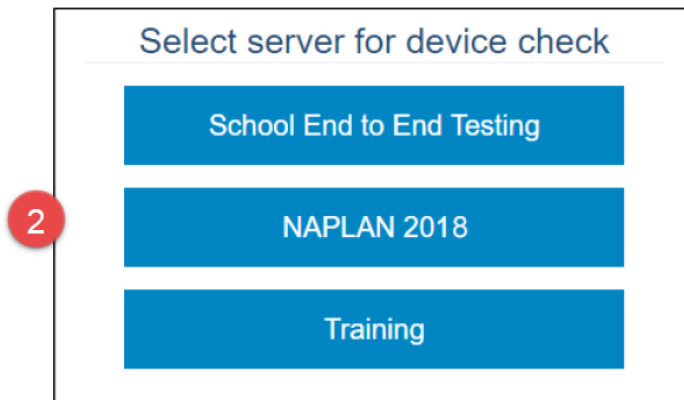 Select server for device check
School End to End Testing
2
NAPLAN 2018
Training